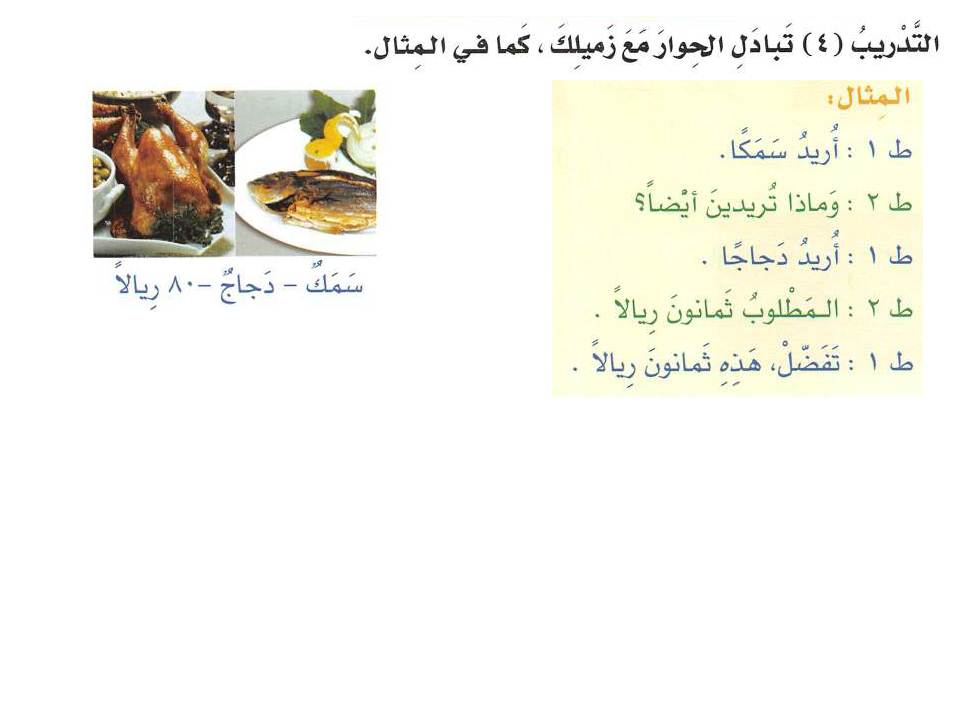 التَّدْريبُ (٤) تَبادَلِ الحِوارَ مَعَ زَميلِكَ ، كَما في المِثال.
المِثال:
ط ١ : أُريدُ سَمَكًا.
ط ٢ : وَماذا تُريدينَ أيْضاً؟
ط ١ : أُريدُ دَجاجًا .
ط ٢ : المَطْلوبُ ثَمانونَ رِيالاً .
ط ١ : تَفَضّلْ، هَذِهِ ثَمانونَ رِيالاً .
سَمَكٌ – دَجاجٌ –٨٠ رِيالاً